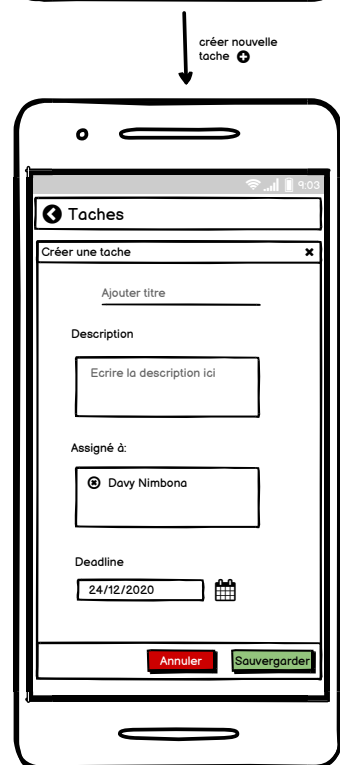 créer nouvelle
tache
9:03
Taches
Créer une tache
Ajouter titre
Description
Ecrire la description ici
Assigné à:
Davy Nimbona
Deadline
24/12/2020
Annuler
Sauvergarder